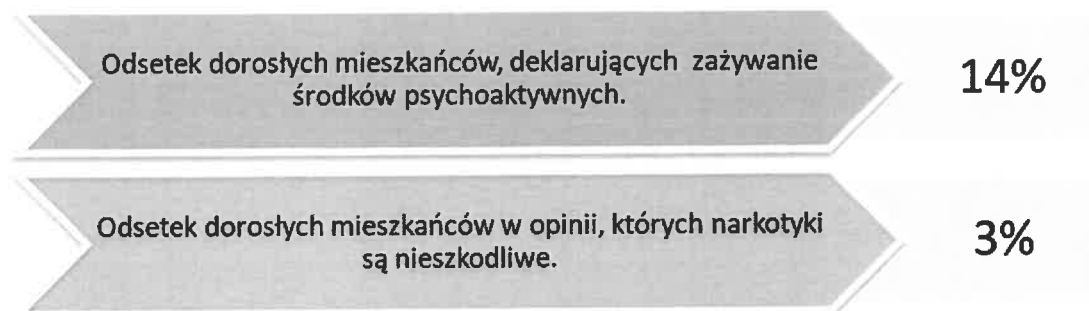 Odsetek dorosłych mieszkańców, deklarujących zażywanie
środków psychoaktywnych.
14%
Odsetek dorosłych mieszkańców w opinii, których narkotyki
są nieszkodliwe.
3%